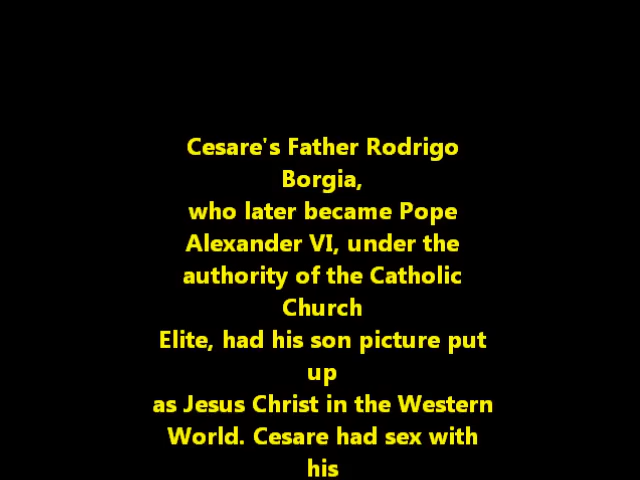 Cesare's Father Rodrigo
Borgia,
who later became Pope
Alexander VI, under the
authority of the Catholic
Church
Elite, had his son picture put
up
as Jesus Christ in the Western
World. Cesare had sex with
his